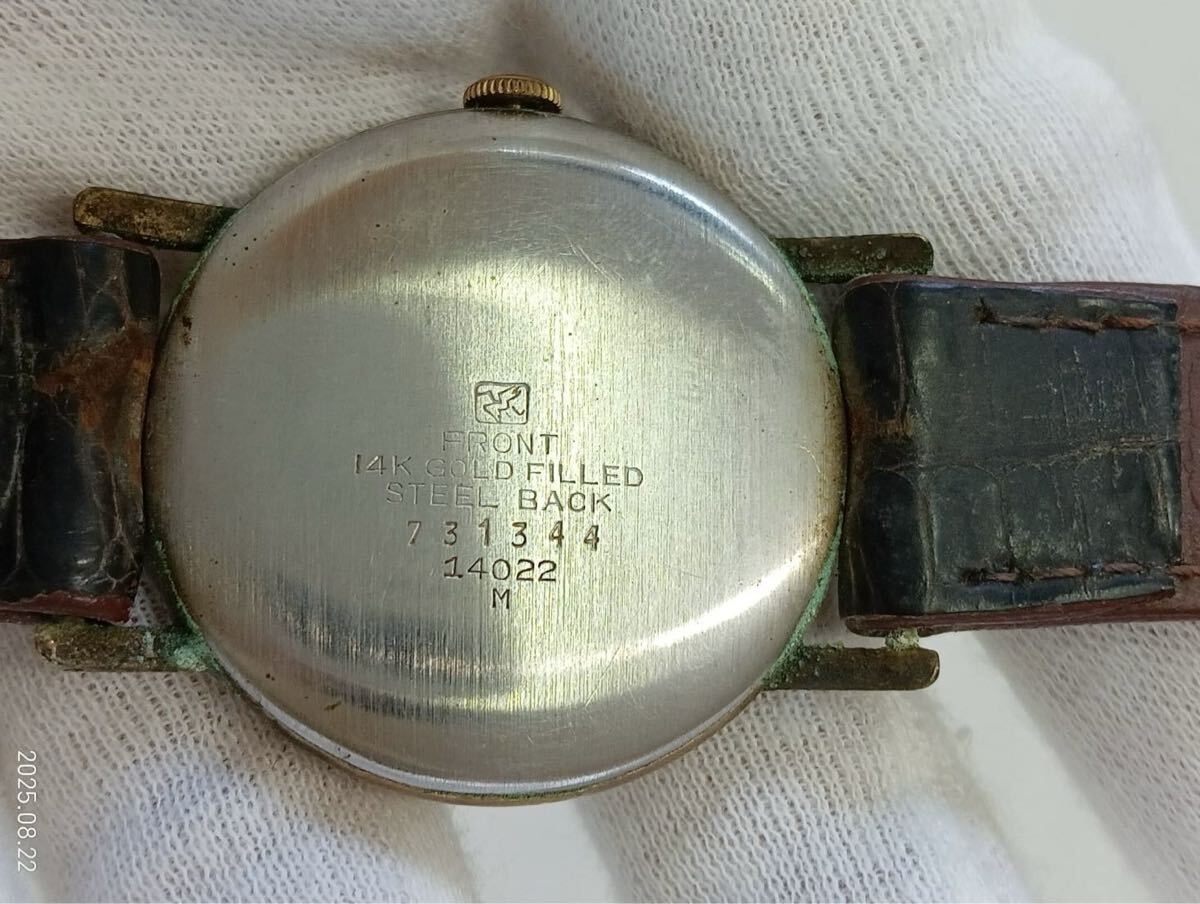 FRONT
14K GOLD FILLED
STEEL BACK
731344
14022
M
2025.08.22